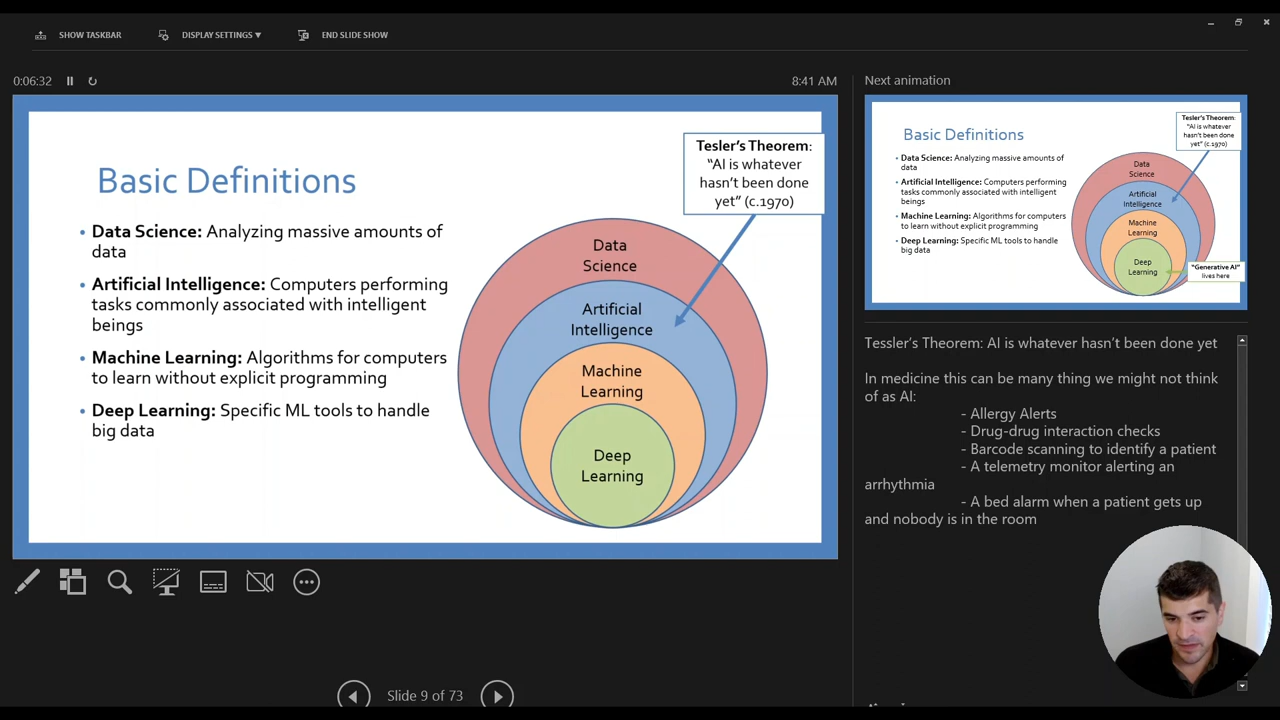 SHOW TASKBAR
DISPLAY SETTINGS ▼
END SLIDE SHOW
0:06:32
8:41 AM
Basic Definitions
• Data Science: Analyzing massive amounts of
data
• Artificial Intelligence: Computers performing
tasks commonly associated with intelligent
beings
• Machine Learning: Algorithms for computers
to learn without explicit programming
• Deep Learning: Specific ML tools to handle
big data
Tesler's Theorem:
"AI is whatever
hasn't been done
yet" (c.1970)
Data
Science
Artificial
Intelligence
Machine
Learning
Deep
Learning
Slide 9 of 73
Next animation
Basic Definitions
• Data Science: Analyzing massive amounts of
data
• Artificial Intelligence: Computers performing
tasks commonly associated with intelligent
beings
• Machine Learning: Algorithms for computers
to learn without explicit programming
• Deep Learning: Specific ML tools to handle
big data
Tesler's Theorem:
"AI is whatever
hasn't been done
yet" (c.1970)
Data
Science
Artificial
Intelligence
Machine
Learning
Deep
Learning
"Generative AI"
lives here
Tessler's Theorem: AI is whatever hasn't been done yet
In medicine this can be many thing we might not think
of as AI:
- Allergy Alerts
- Drug-drug interaction checks
- Barcode scanning to identify a patient
- A telemetry monitor alerting an
arrhythmia
- A bed alarm when a patient gets up
and nobody is in the room